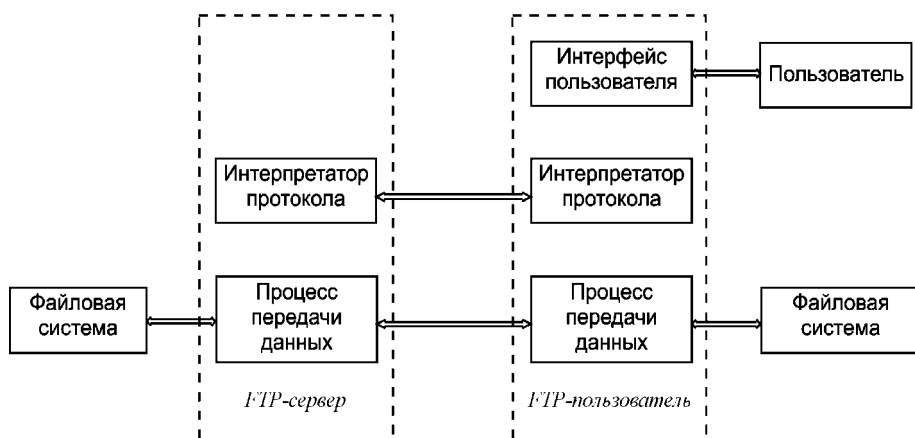 Интерфейс
пользователя
Пользователь
Интерпретатор
протокола
Интерпретатор
протокола
Файловая
система
Процесс
передачи
данных
Процесс
передачи
данных
Файловая
система
FTP-сервер
FTP-пользователь